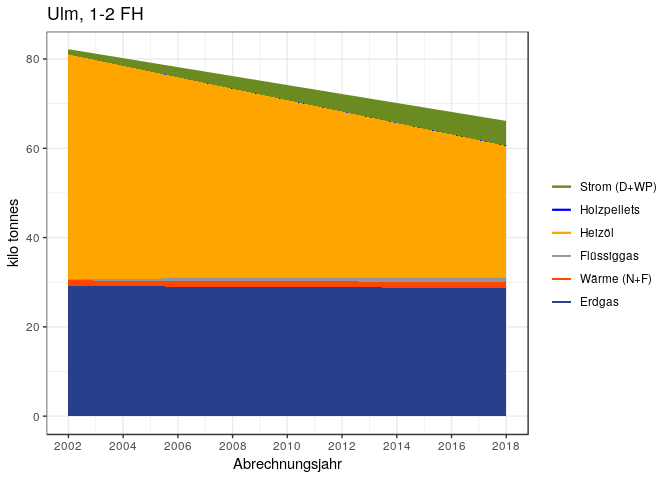 Ulm, 1-2 FH
80
60
40
20
0
kilo tonnes
2002 2004 2006 2008 2010 2012 2014 2016 2018
Abrechnungsjahr
Strom (D+WP)
Holzpellets
Heizöl
Flüssiggas
Wärme (N+F)
Erdgas